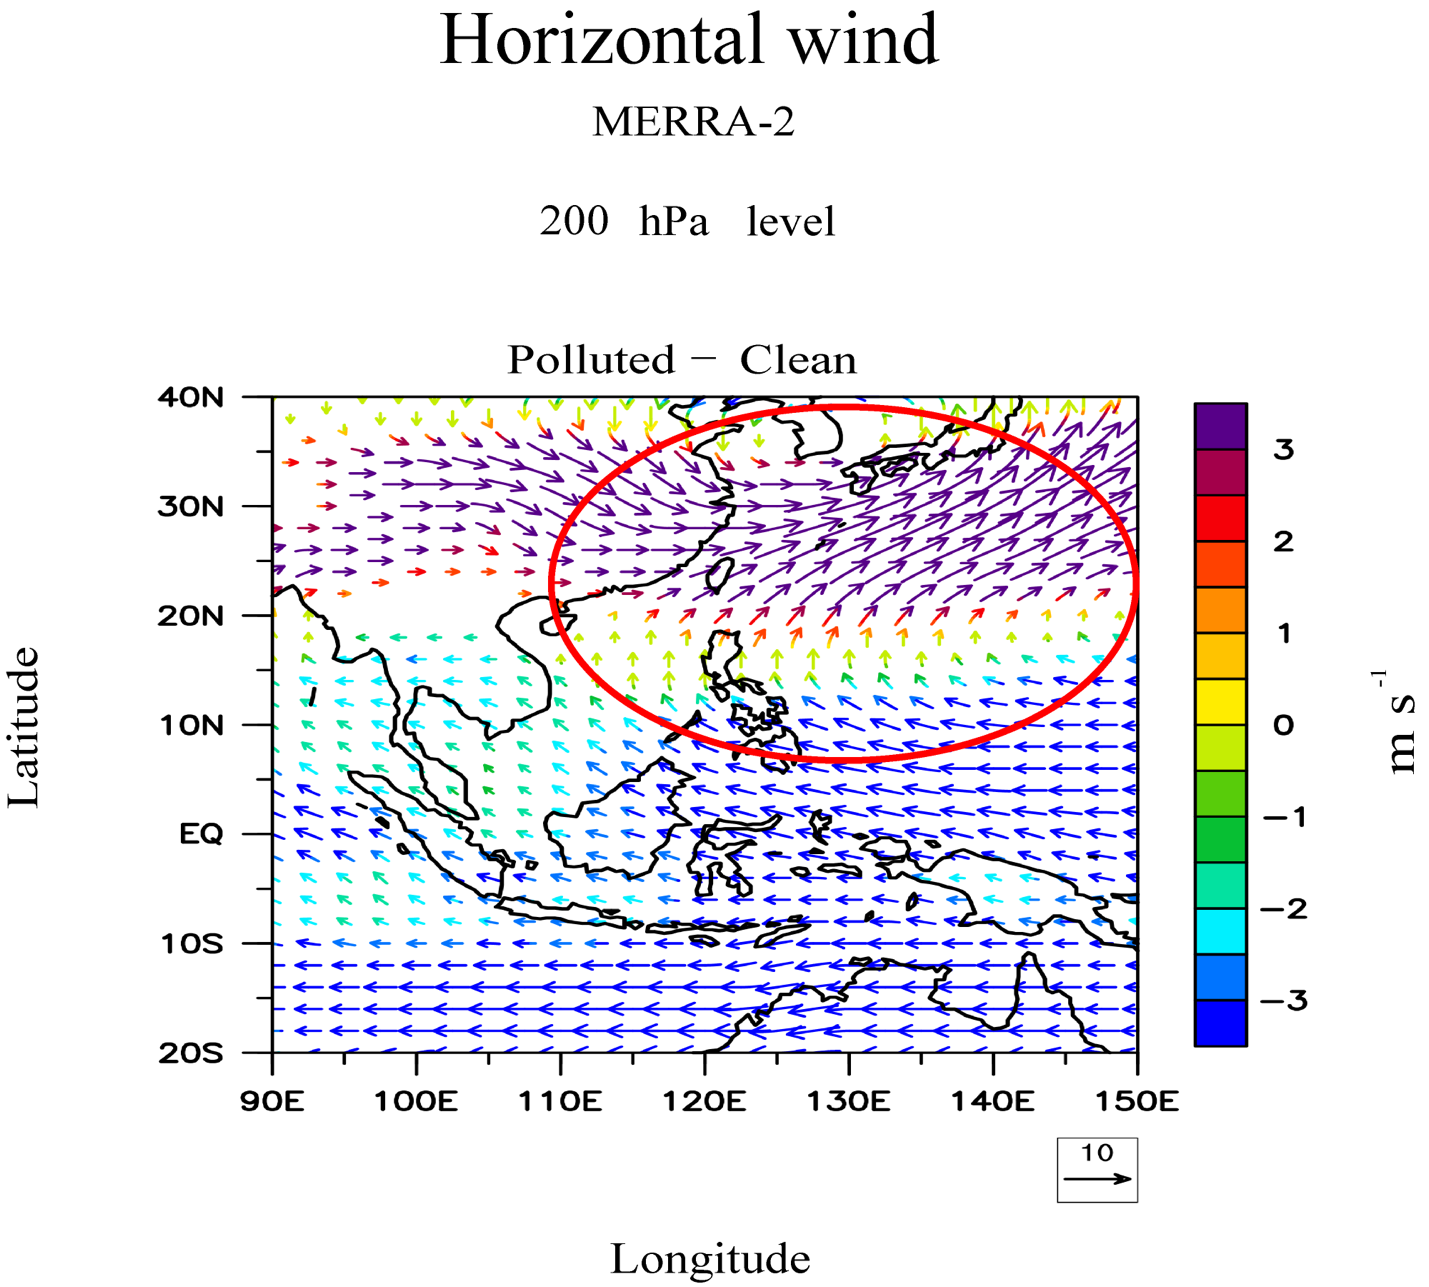 Horizontal wind
MERRA-2
200 hPa level
Polluted − Clean
40N
30N
20N
10N
EQ
10S
20S
90E 100E 110E 120E 130E 140E 150E
Latitude
Longitude
3
2
1
0
−1
−2
−3
m s-1
10